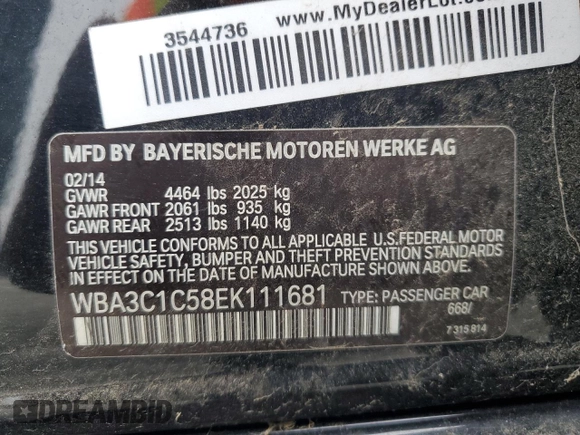 www.MyDealerLot.com
3544736
MFD BY BAYERISCHE MOTOREN WERKE AG
02/14
GVWR 4464 lbs 2025 kg
GAWR FRONT 2061 lbs 935 kg
GAWR REAR 2513 lbs 1140 kg
THIS VEHICLE CONFORMS TO ALL APPLICABLE U.S.FEDERAL MOTOR
VEHICLE SAFETY, BUMPER AND THEFT PREVENTION STANDARDS
IN EFFECT ON THE DATE OF MANUFACTURE SHOWN ABOVE.
WBA3C1C58EK111681 TYPE: PASSENGER CAR
668/
7315814
DREAMBID